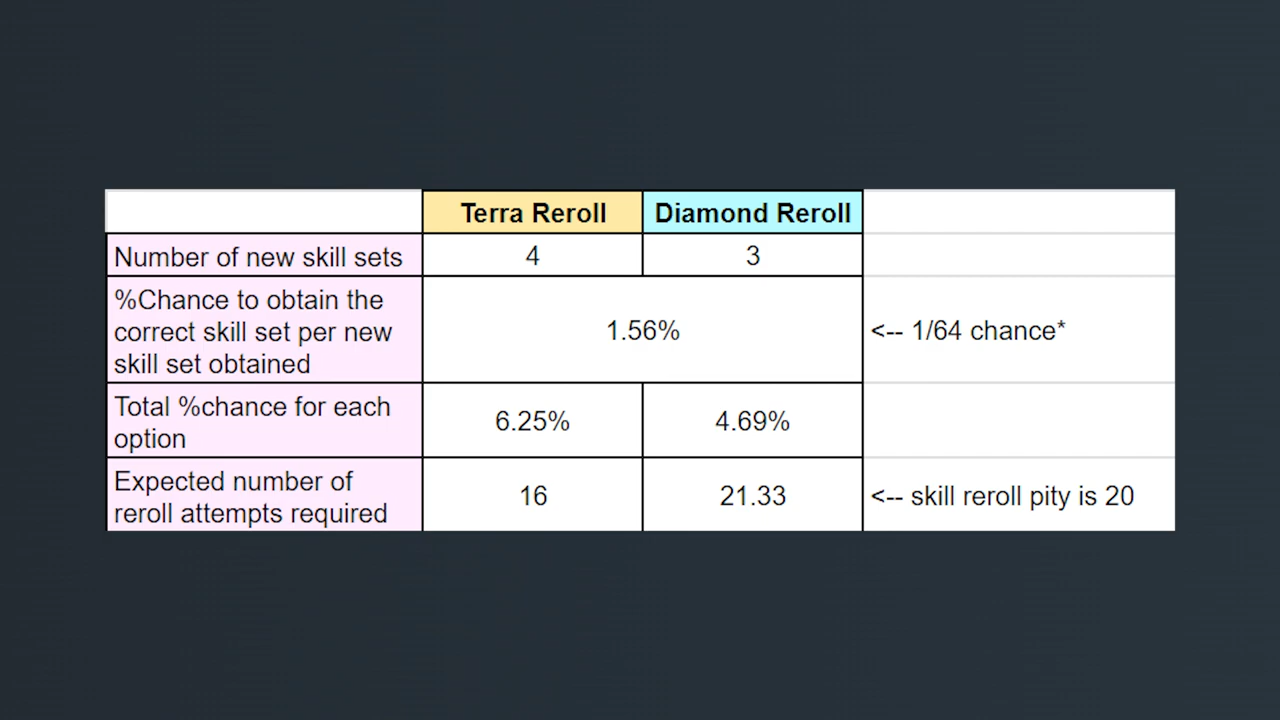 Terra Reroll Diamond Reroll
Number of new skill sets 4 3
%Chance to obtain the
correct skill set per new
skill set obtained
1.56% <-- 1/64 chance*
Total %chance for each
option
6.25% 4.69%
Expected number of
reroll attempts required
16 21.33 <-- skill reroll pity is 20